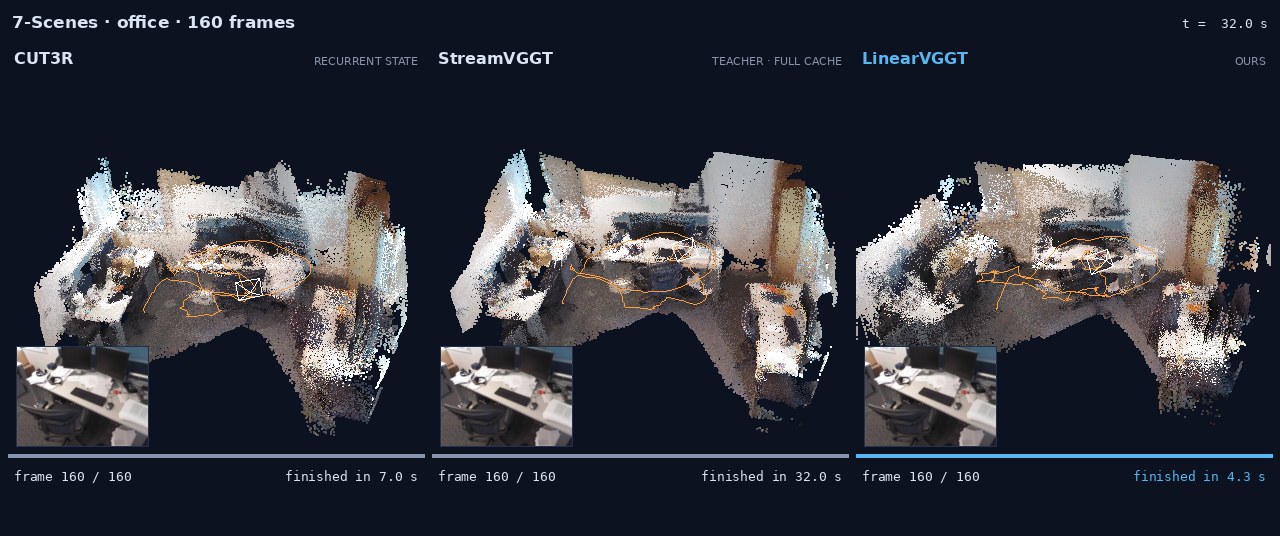 7-Scenes · office · 160 frames
t =  32.0 s
CUT3R
RECURRENT STATE
StreamVGGT
TEACHER · FULL CACHE
LinearVGGT
OURS
frame 160 / 160
finished in 7.0 s
frame 160 / 160
finished in 32.0 s
frame 160 / 160
finished in 4.3 s